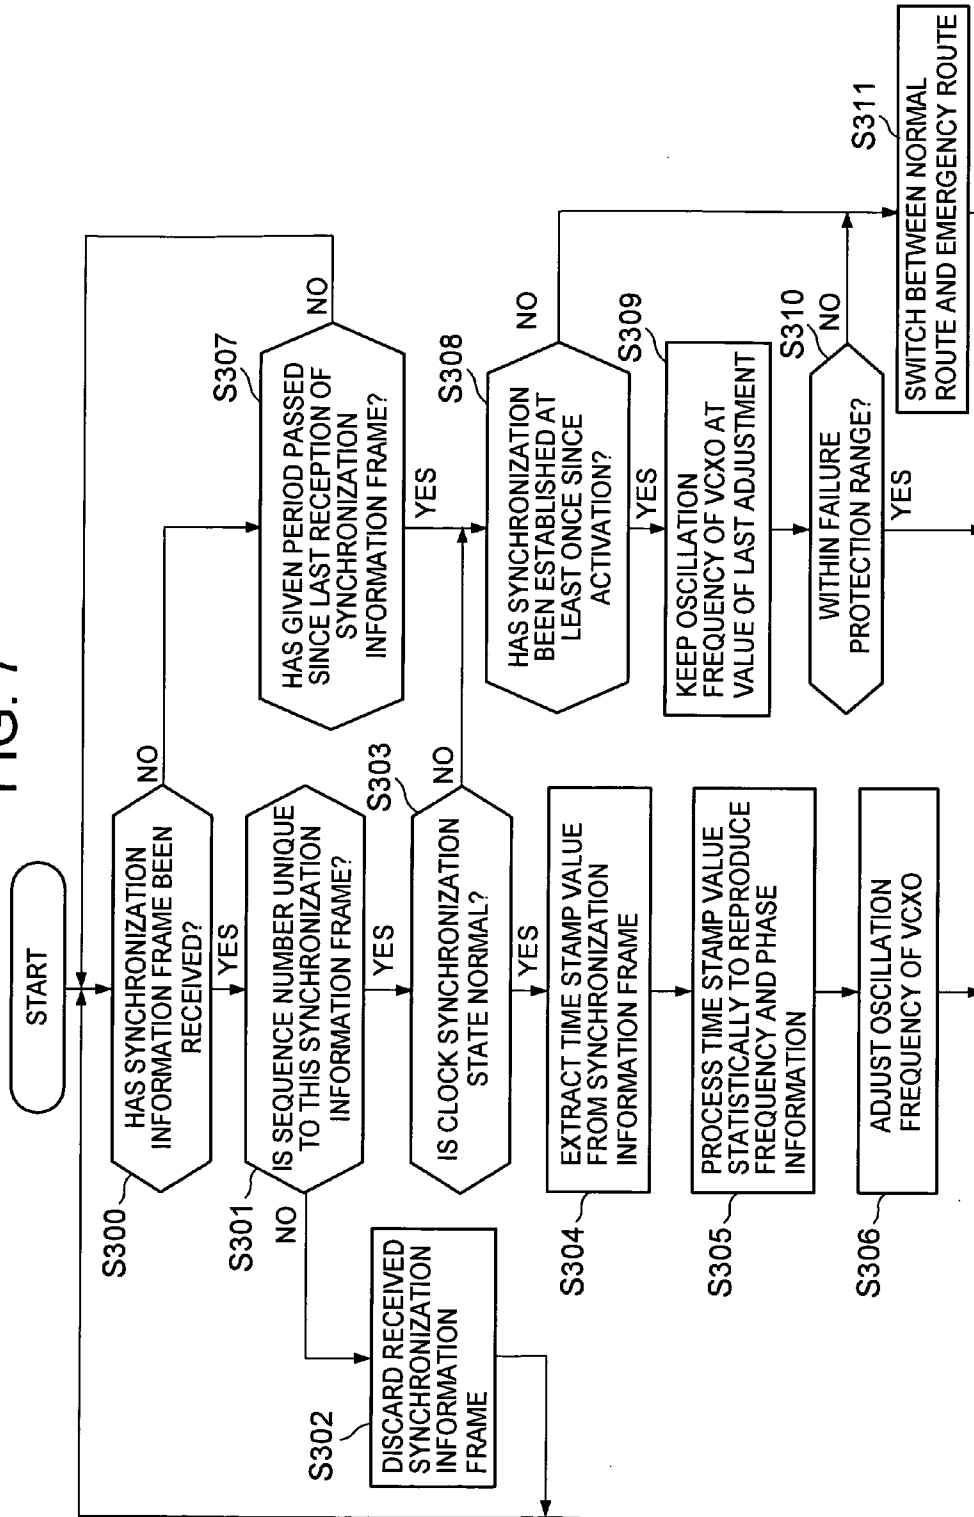 FIG. 7
START
HAS SYNCHRONIZATION
INFORMATION FRAME BEEN
RECEIVED?
S300
NO
YES
IS SEQUENCE NUMBER UNIQUE
TO THIS SYNCHRONIZATION
INFORMATION FRAME?
S301
NO
YES
DISCARD RECEIVED
SYNCHRONIZATION
INFORMATION
FRAME
S302
IS CLOCK SYNCHRONIZATION
STATE NORMAL?
S303
NO
YES
EXTRACT TIME STAMP VALUE
FROM SYNCHRONIZATION
INFORMATION FRAME
S304
PROCESS TIME STAMP VALUE
STATISTICALLY TO REPRODUCE
FREQUENCY AND PHASE
INFORMATION
S305
ADJUST OSCILLATION
FREQUENCY OF VCXO
S306
HAS GIVEN PERIOD PASSED
SINCE LAST RECEPTION OF
SYNCHRONIZATION
INFORMATION FRAME?
S307
NO
YES
HAS SYNCHRONIZATION
BEEN ESTABLISHED AT
LEAST ONCE SINCE
ACTIVATION?
S308
NO
YES
KEEP OSCILLATION
FREQUENCY OF VCXO AT
VALUE OF LAST ADJUSTMENT
S309
WITHIN FAILURE
PROTECTION RANGE?
S310
NO
YES
SWITCH BETWEEN NORMAL
ROUTE AND EMERGENCY ROUTE
S311